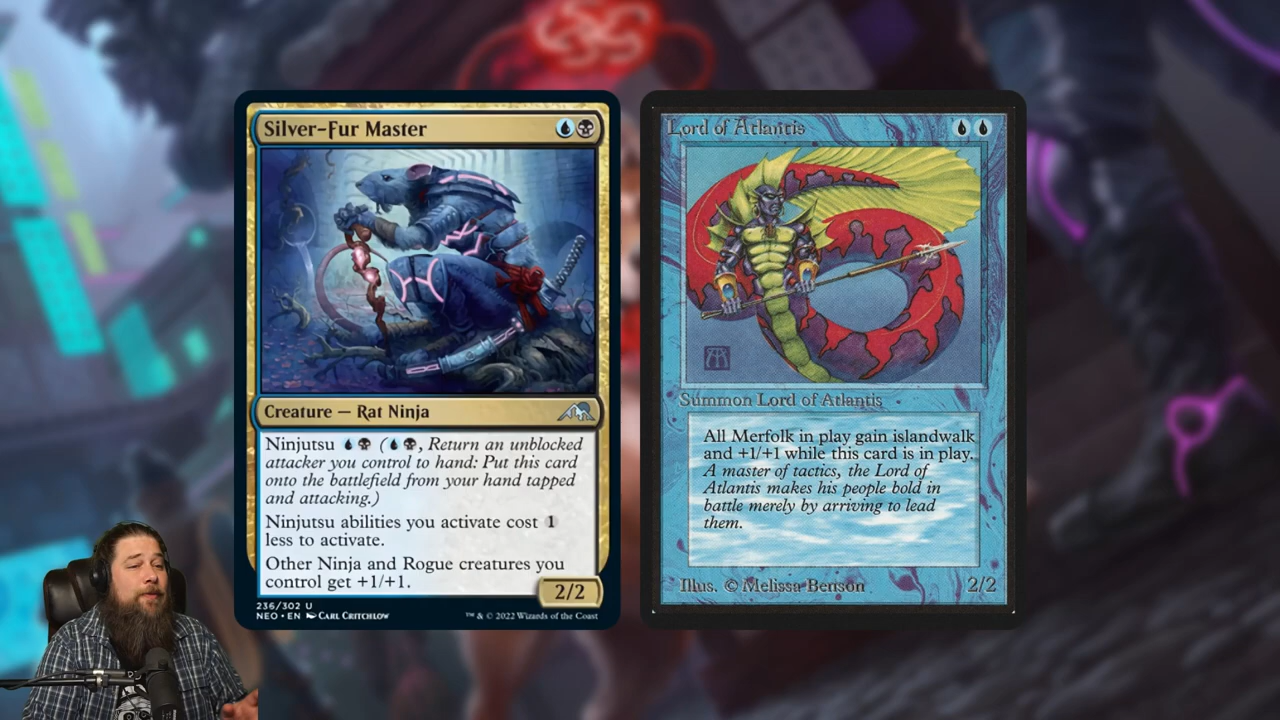 Silver-Fur Master
Creature — Rat Ninja
Ninjutsu (, Return an unblocked
attacker you control to hand: Put this card
onto the battlefield from your hand tapped
and attacking.)
Ninjutsu abilities you activate cost 1
less to activate.
Other Ninja and Rogue creatures you
control get +1/+1.
2/2
236/302 U
NEO • EN Carl Critchlow
™ & © 2022 Wizards of the Coast
Lord of Atlantis
Summon Lord of Atlantis
All Merfolk in play gain islandwalk
and +1/+1 while this card is in play.
A master of tactics, the Lord of
Atlantis makes his people bold in
battle merely by arriving to lead
them.
Illus. © Melissa Benson
2/2